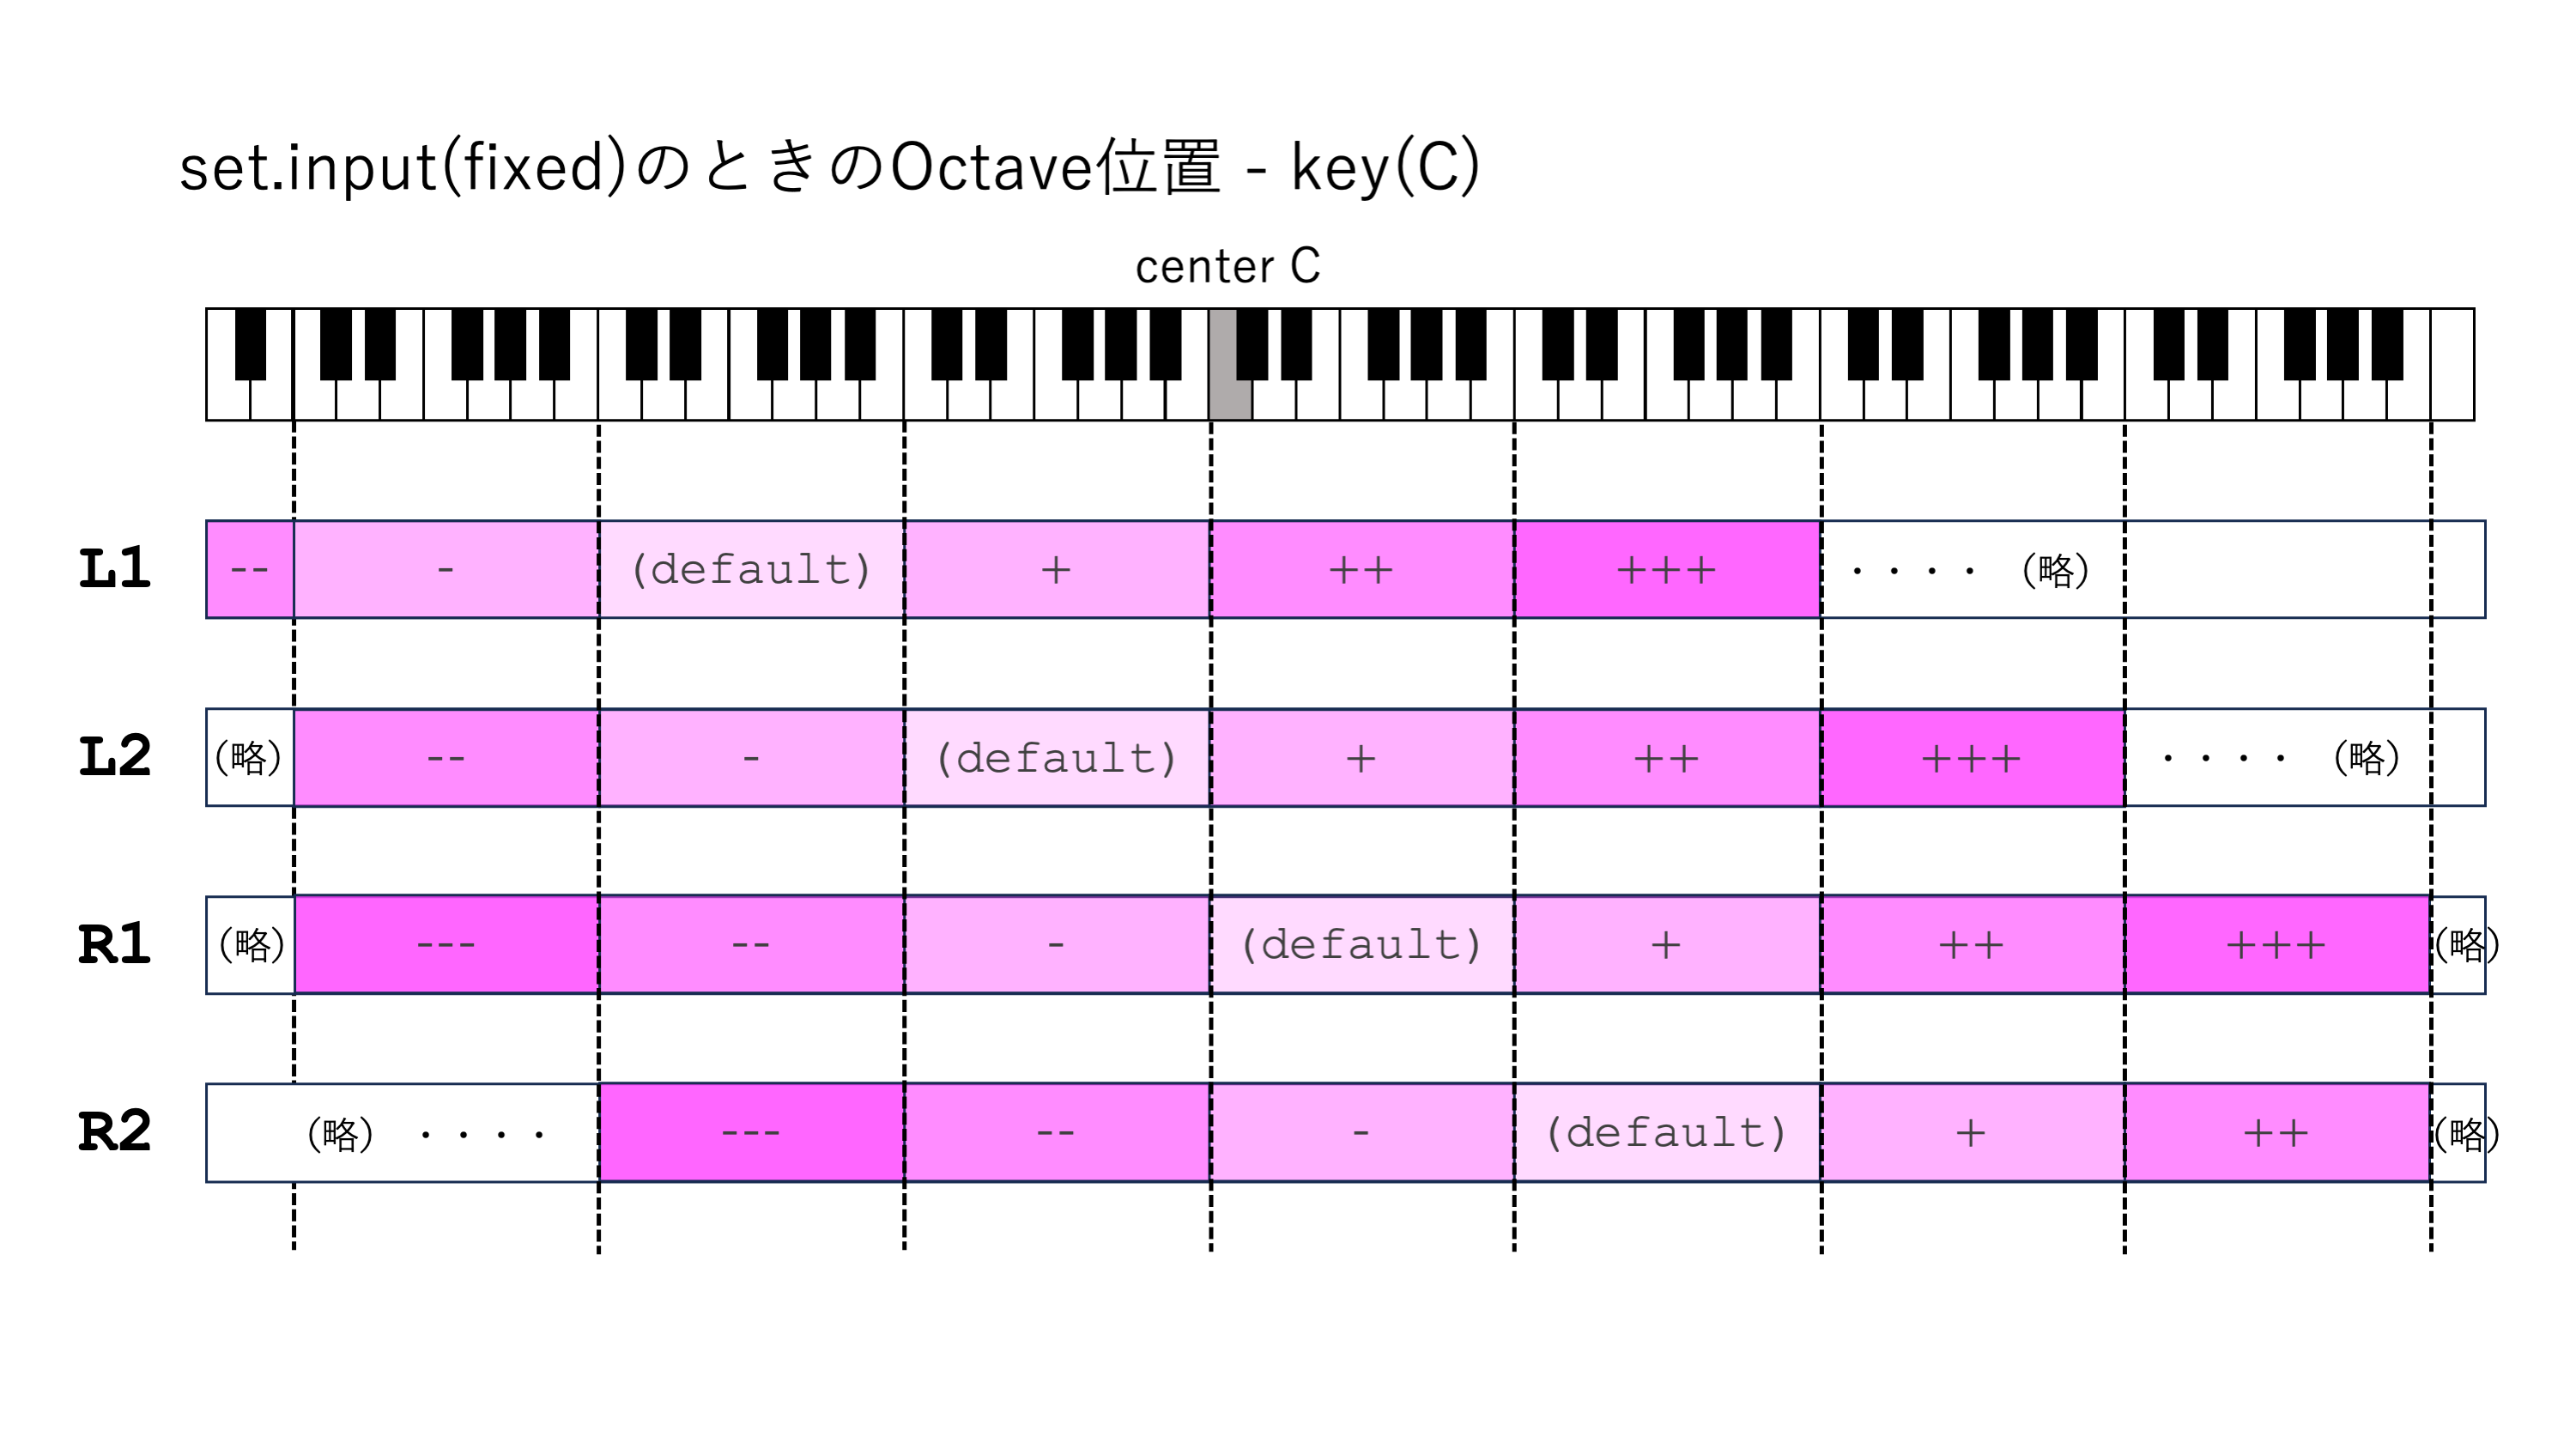 set.input(fixed)のときのOctave位置 - key(C)
center C
L1 -- - (default) + ++ +++ ････ (略)
L2 (略) -- - (default) + ++ +++ ････ (略)
R1 (略) --- -- - (default) + ++ +++ (略)
R2 (略) ････ --- -- - (default) + ++ (略)